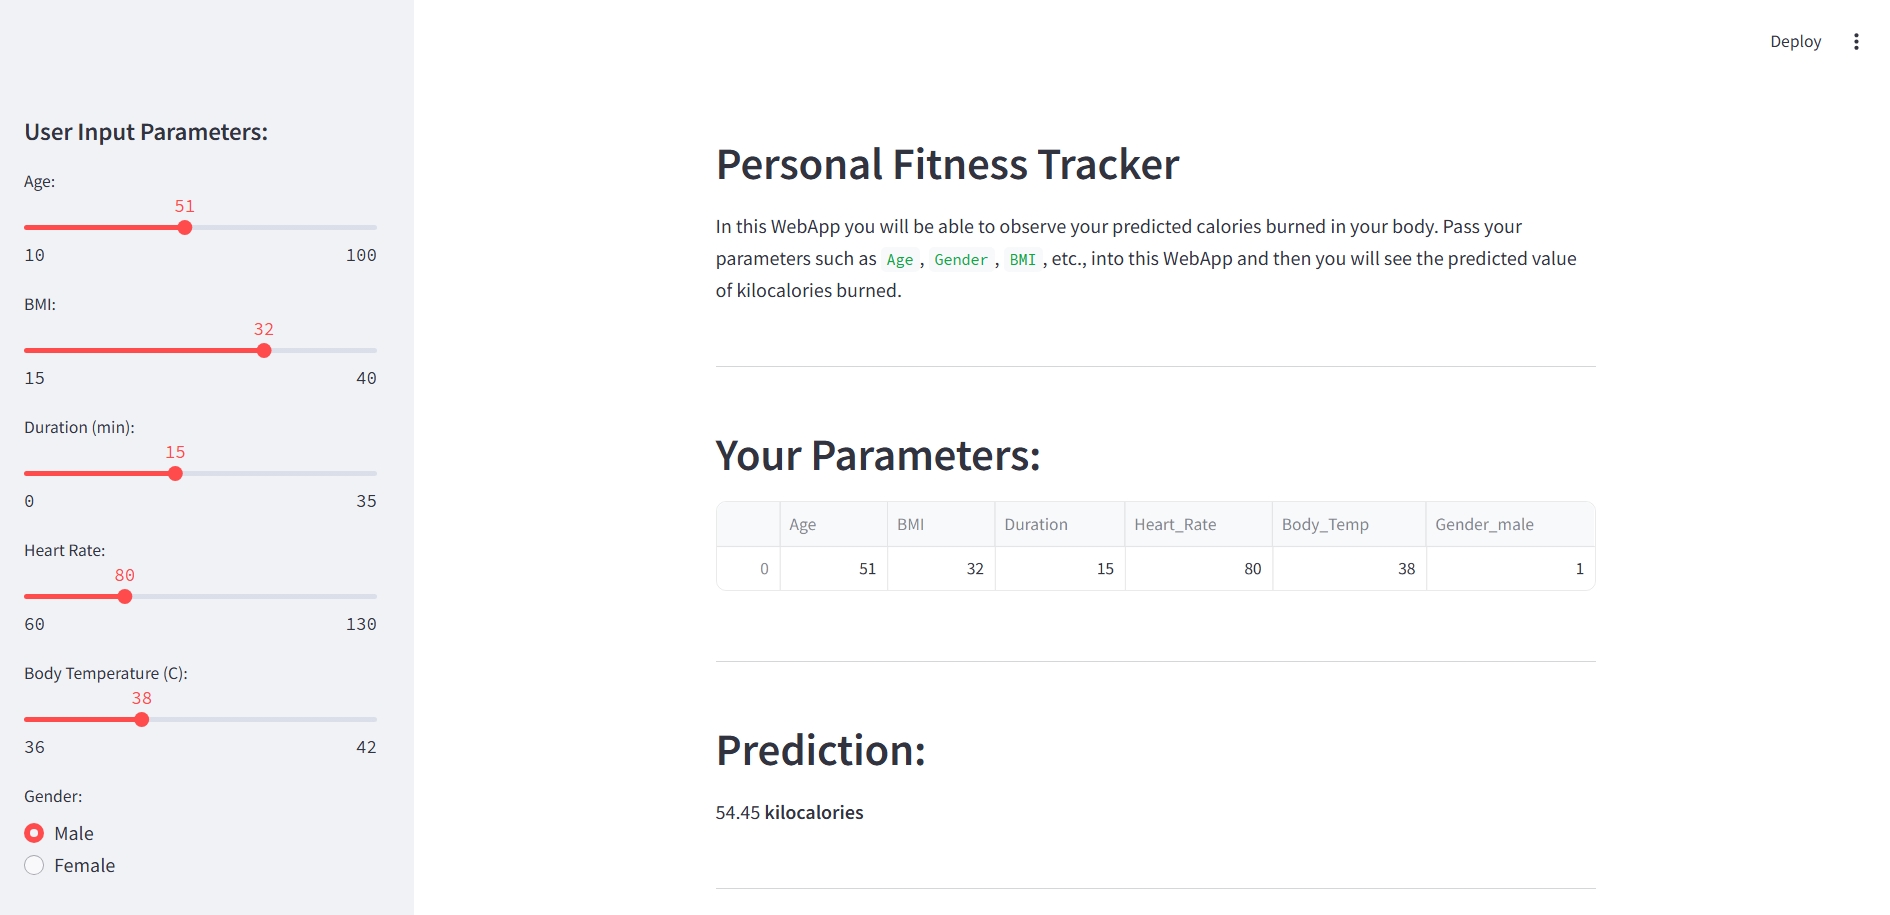 Deploy
User Input Parameters:
Age:
51
10 100
BMI:
32
15 40
Duration (min):
15
0 35
Heart Rate:
80
60 130
Body Temperature (C):
38
36 42
Gender:
Male
Female
Personal Fitness Tracker
In this WebApp you will be able to observe your predicted calories burned in your body. Pass your
parameters such as Age , Gender , BMI , etc., into this WebApp and then you will see the predicted value
of kilocalories burned.
Your Parameters:
Age BMI Duration Heart_Rate Body_Temp Gender_male
0 51 32 15 80 38 1
Prediction:
54.45 kilocalories